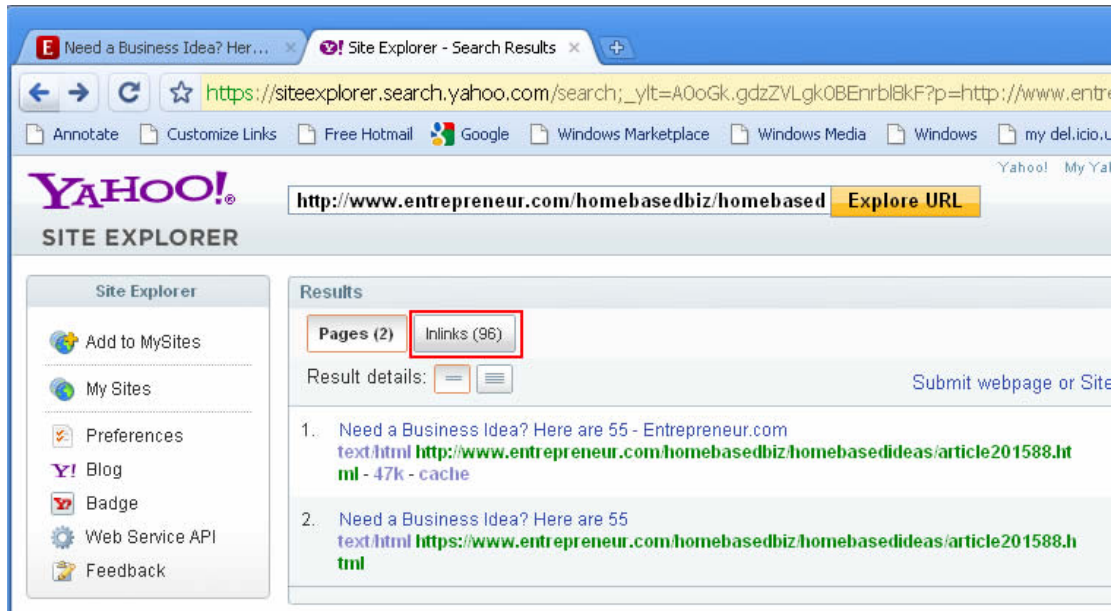 E Need a Business Idea? Her... × Y! Site Explorer - Search Results ×
https://siteexplorer.search.yahoo.com/search;_ylt=A0oGk.gdzZVLgk0BEnrbl8kF?p=http://www.entre
Annotate Customize Links Free Hotmail Google Windows Marketplace Windows Media Windows my del.icio.u
Yahoo! My Yah
YAHOO!®
http://www.entrepreneur.com/homebasedbiz/homebased Explore URL
SITE EXPLORER
Site Explorer
Add to MySites
My Sites
Preferences
Y! Blog
Badge
Web Service API
Feedback
Results
Pages (2) Inlinks (96)
Result details:
Submit webpage or Site
1. Need a Business Idea? Here are 55 - Entrepreneur.com
text/html http://www.entrepreneur.com/homebasedbiz/homebasedideas/article201588.ht
ml - 47k - cache
2. Need a Business Idea? Here are 55
text/html https://www.entrepreneur.com/homebasedbiz/homebasedideas/article201588.h
tml